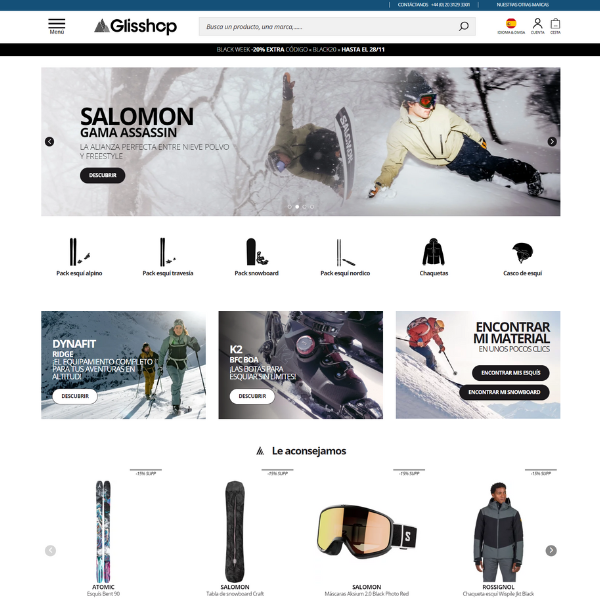 CONTÁCTANOS +44 (0) 20 3129 3301
NUESTRAS OTRAS MARCAS
Menú
Glisshop
Busca un producto, una marca, ....
IDIOMA & DIVISA
CUENTA
CESTA
BLACK WEEK -20% EXTRA CÓDIGO « BLACK20 » HASTA EL 28/11
SALOMON
GAMA ASSASSIN
LA ALIANZA PERFECTA ENTRE NIEVE POLVO
Y FREESTYLE
DESCUBRIR
SALOMON
Pack esquí alpino
Pack esquí travesia
Pack snowboard
Pack esquí nordico
Chaquetas
Casco de esquí
DYNAFIT
RIDGE
¡EL EQUIPAMIENTO COMPLETO
PARA TUS AVENTURAS EN
ALTITUD!
DESCUBRIR
K2
BFC BOA
¡LAS BOTAS PARA
ESQUIAR SIN LÍMITES!
DESCUBRIR
ENCONTRAR
MI MATERIAL
EN UNOS POCOS CLICS
ENCONTRAR MIS ESQUÍS
ENCONTRAR MI SNOWBOARD
Le aconsejamos
-15% SUPP
-15% SUPP
-15% SUPP
-15% SUPP
ATOMIC
Esquís Bent 90
SALOMON
Tabla de snowboard Craft
SALOMON
Máscaras Aksium 2.0 Black Photo Red
ROSSIGNOL
Chaqueta esquí Wispile Jkt Black